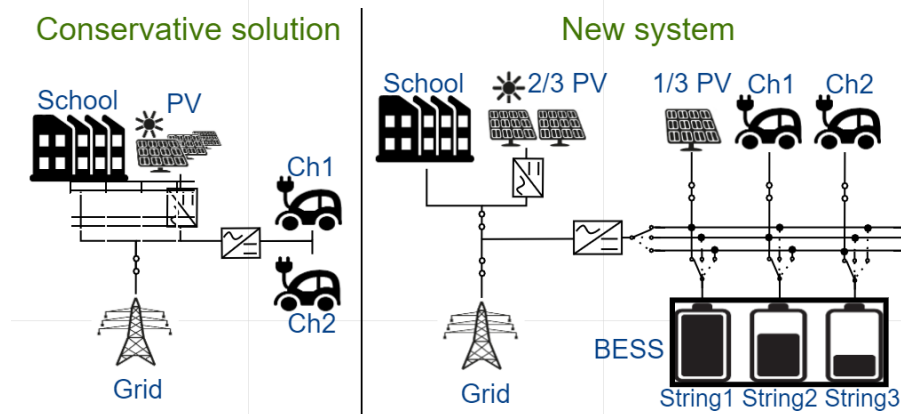 Conservative solution
New system
School
PV
Ch1
Ch2
Grid
School
2/3 PV
1/3 PV
Ch1
Ch2
Grid
BESS
String1
String2
String3